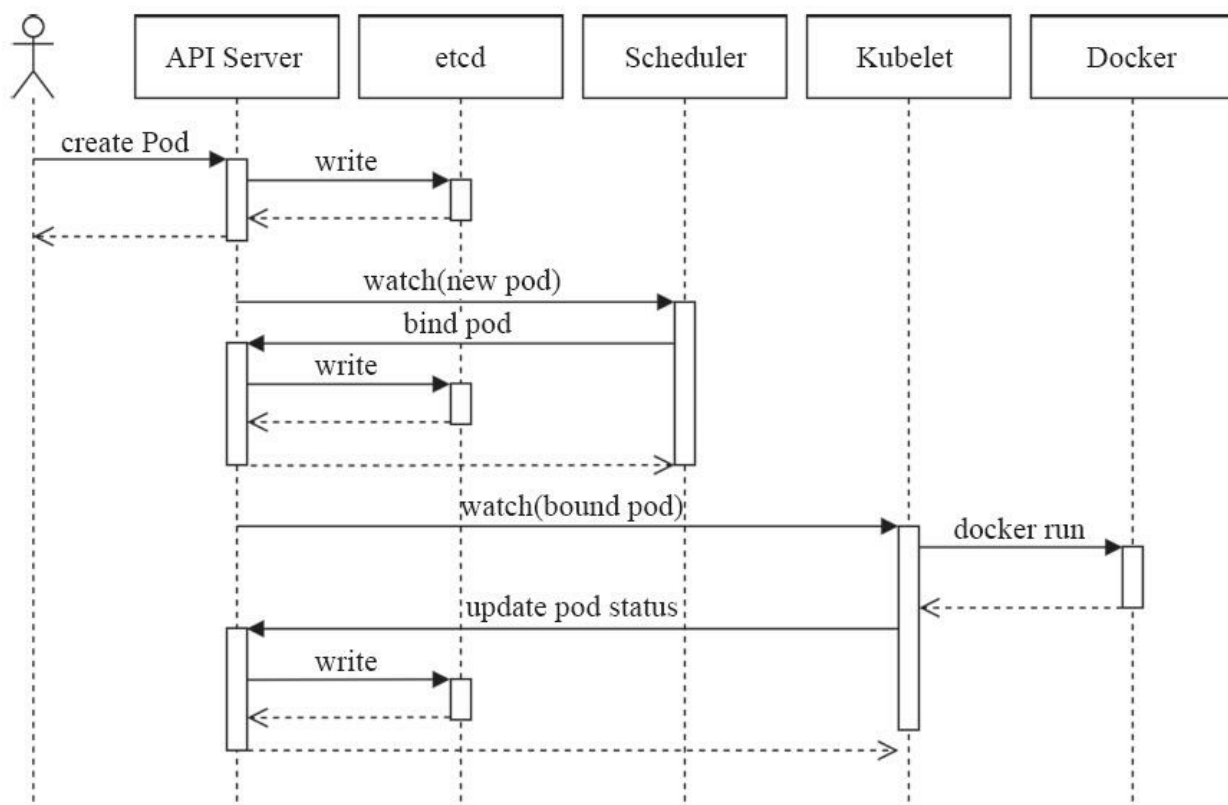 API Server
etcd
Scheduler
Kubelet
Docker
create Pod
write
watch(new pod)
bind pod
write
watch(bound pod)
docker run
update pod status
write